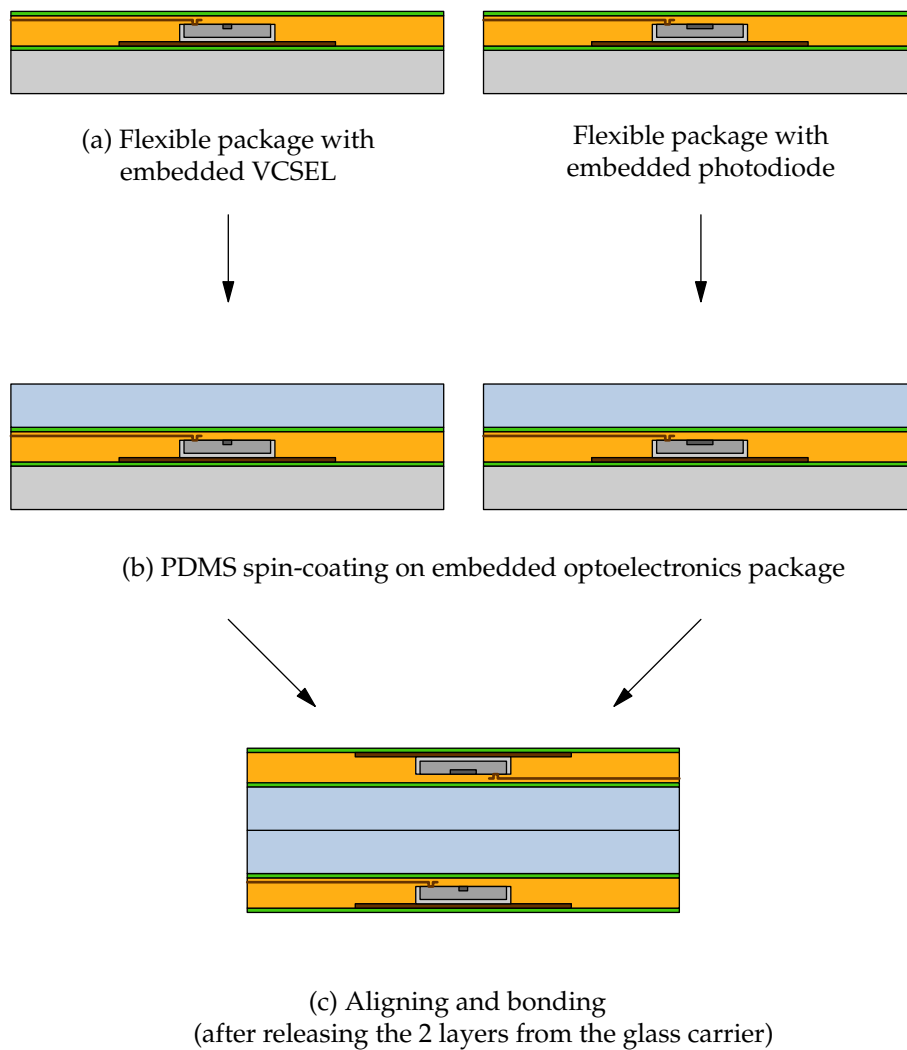 (a) Flexible package with
embedded VCSEL
Flexible package with
embedded photodiode
(b) PDMS spin-coating on embedded optoelectronics package
(c) Aligning and bonding
(after releasing the 2 layers from the glass carrier)